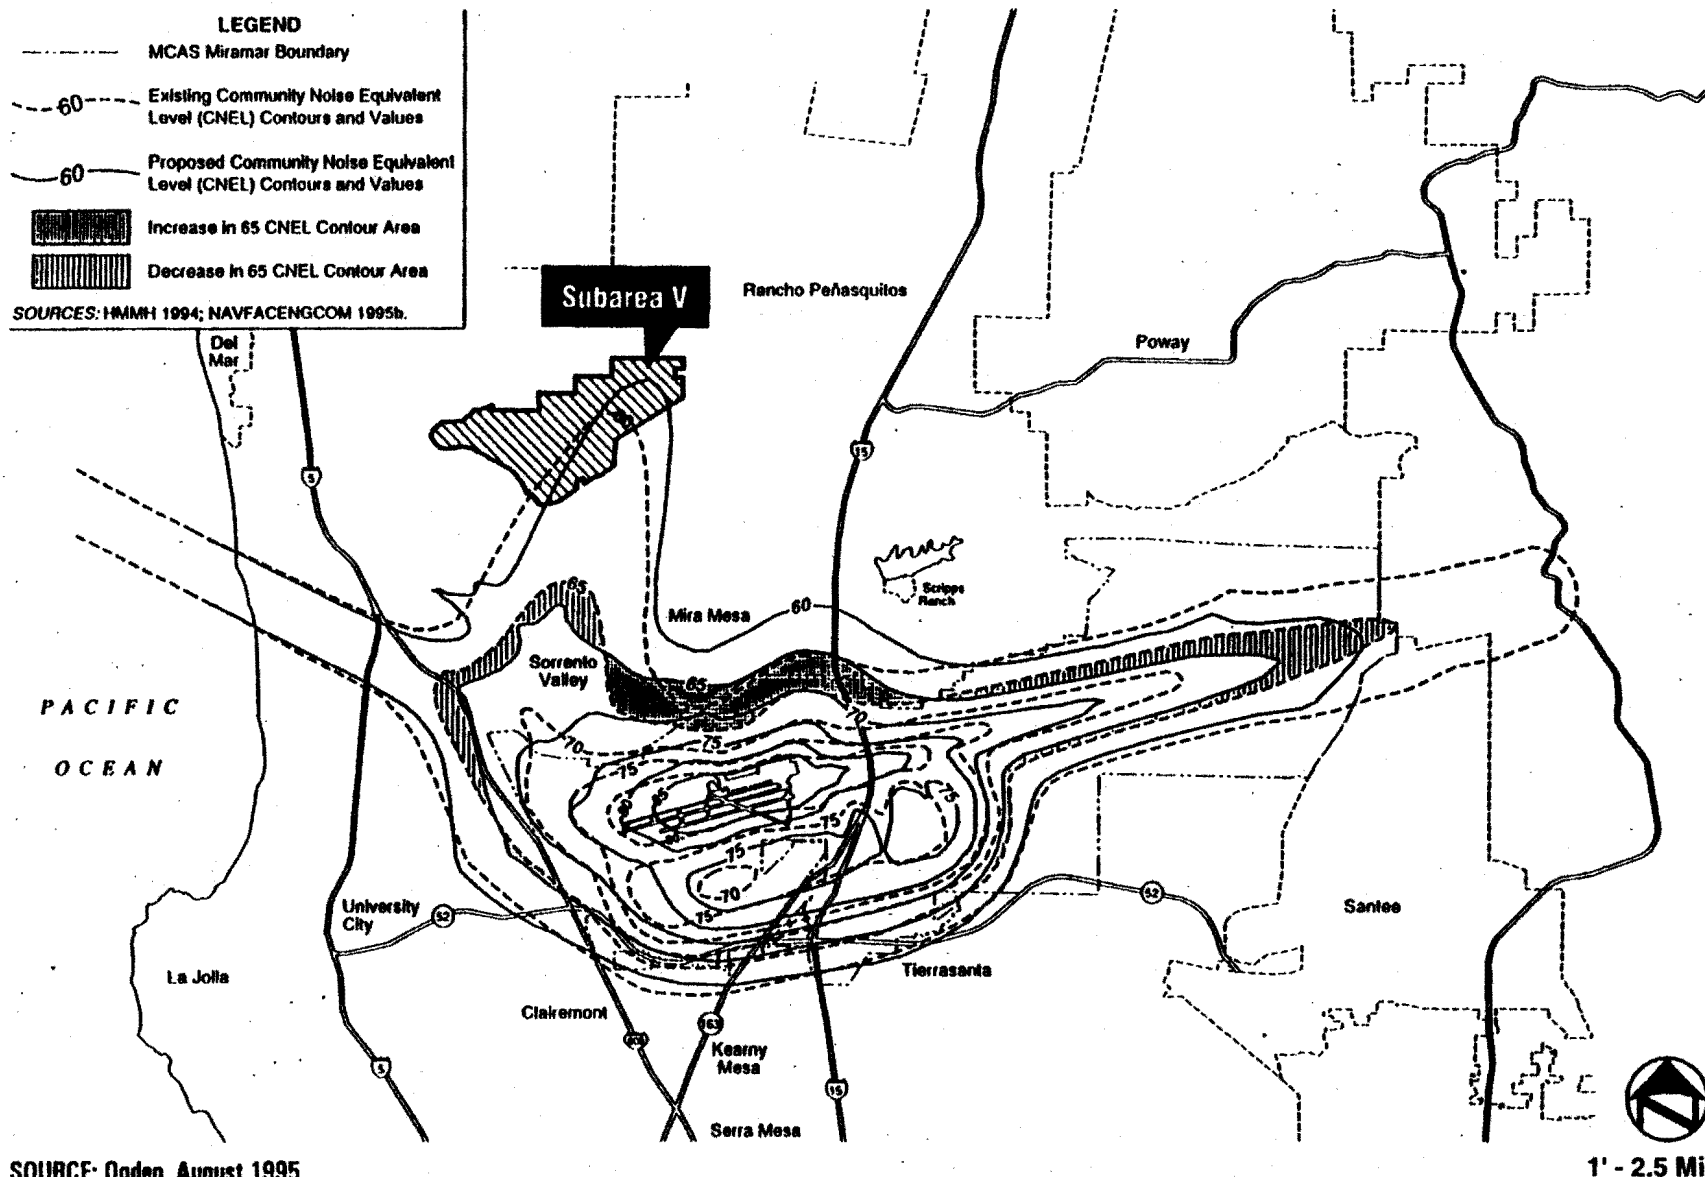 LEGEND
MCAS Miramar Boundary
60
Existing Community Noise Equivalent
Level (CNEL) Contours and Values
60
Proposed Community Noise Equivalent
Level (CNEL) Contours and Values
Increase in 65 CNEL Contour Area
Decrease in 65 CNEL Contour Area
SOURCES: HMMH 1994; NAVFACENGCOM 1995b.
Subarea V
Rancho Peñasquitos
Del
Mar
Poway
15
5
Scripps
Ranch
65
60
Mira Mesa
Sorrento
Valley
65
PACIFIC
OCEAN
70
70
75
75
75
75
75
70
75
University
City
52
52
Santee
La Jolla
Tierrasanta
Clairemont
163
Kearny
Mesa
5
15
Serra Mesa
SOURCE: Ogden, August 1995
1' - 2.5 Mi